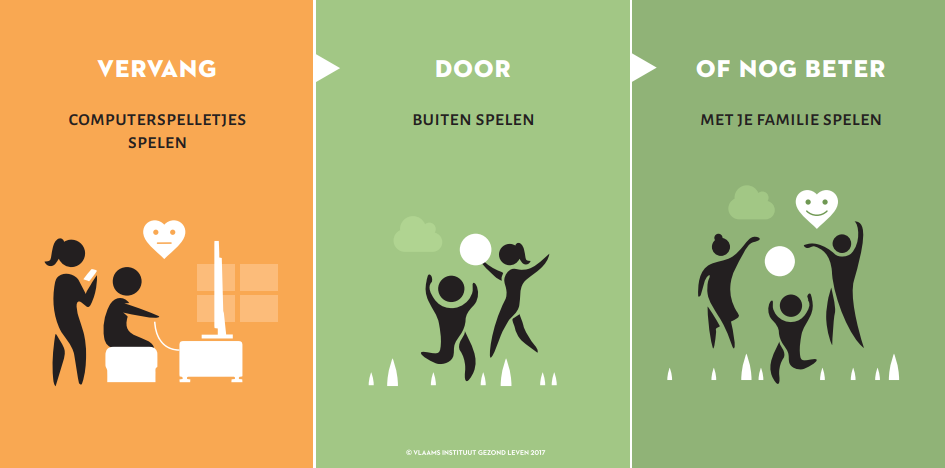 VERVANG
COMPUTERSPELLETJES
SPELEN
DOOR
BUITEN SPELEN
OF NOG BETER
MET JE FAMILIE SPELEN
© VLAAMS INSTITUUT GEZOND LEVEN 2017